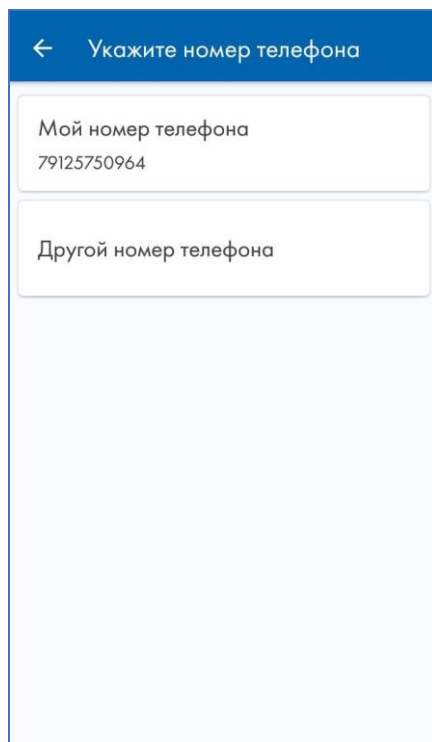 Укажите номер телефона
Мой номер телефона
79125750964
Другой номер телефона